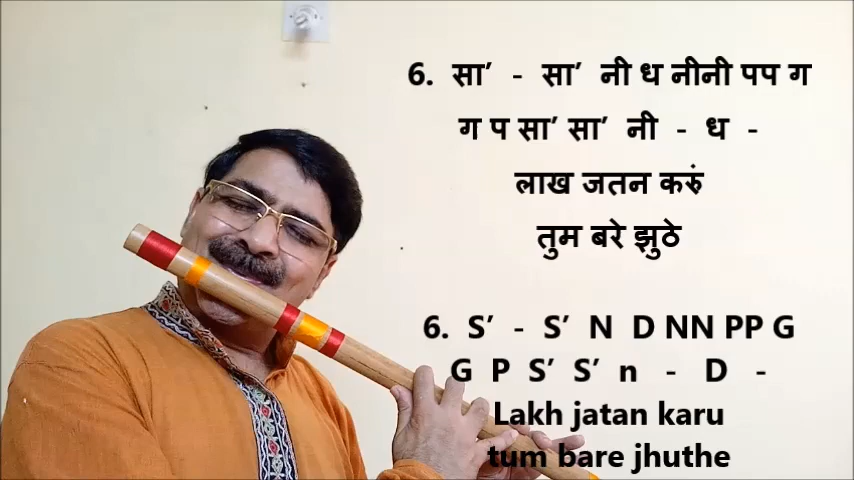 6. सा’ - सा’ नी ध नीनी पप ग
ग प सा’ सा’ नी - ध -
लाख जतन करुं
तुम बरे झुठे
6. S’ - S’ N D NN PP G
G P S’ S’ n - D -
Lakh jatan karu
tum bare jhuthe